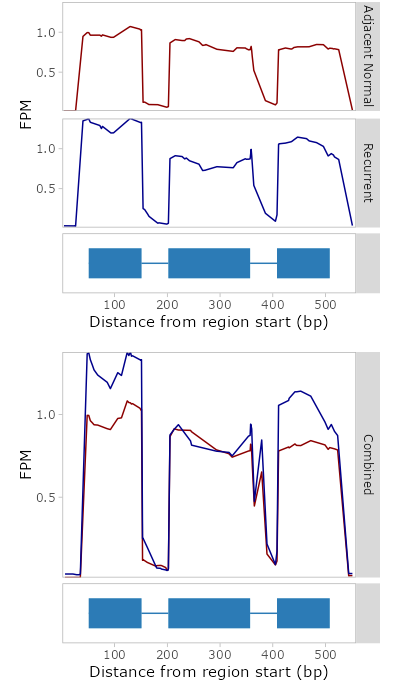 Adjacent Normal
1.0
0.5
FPM
Recurrent
1.0
0.5
100 200 300 400 500
Distance from region start (bp)
Combined
1.0
FPM
0.5
100 200 300 400 500
Distance from region start (bp)